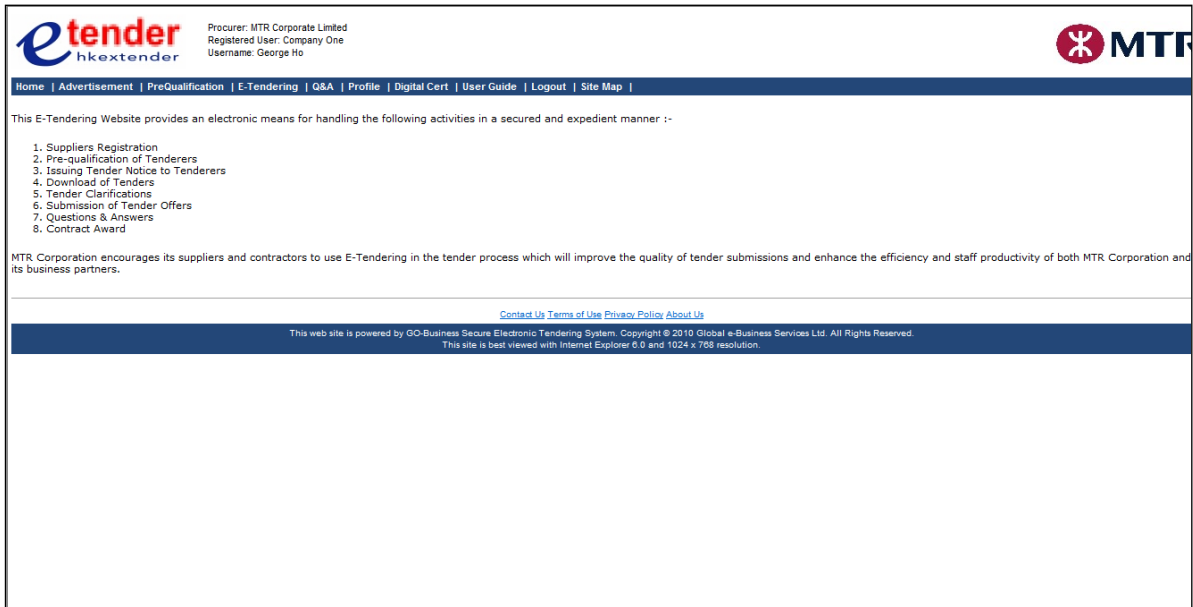 etender
hkextender
Procurer: MTR Corporate Limited
Registered User: Company One
Username: George Ho
MTR
Home | Advertisement | PreQualification | E-Tendering | Q&A | Profile | Digital Cert | User Guide | Logout | Site Map |
This E-Tendering Website provides an electronic means for handling the following activities in a secured and expedient manner :-
1. Suppliers Registration
2. Pre-qualification of Tenderers
3. Issuing Tender Notice to Tenderers
4. Download of Tenders
5. Tender Clarifications
6. Submission of Tender Offers
7. Questions & Answers
8. Contract Award
MTR Corporation encourages its suppliers and contractors to use E-Tendering in the tender process which will improve the quality of tender submissions and enhance the efficiency and staff productivity of both MTR Corporation and
its business partners.
Contact Us Terms of Use Privacy Policy About Us
This web site is powered by GO-Business Secure Electronic Tendering System. Copyright © 2010 Global e-Business Services Ltd. All Rights Reserved.
This site is best viewed with Internet Explorer 6.0 and 1024 x 768 resolution.